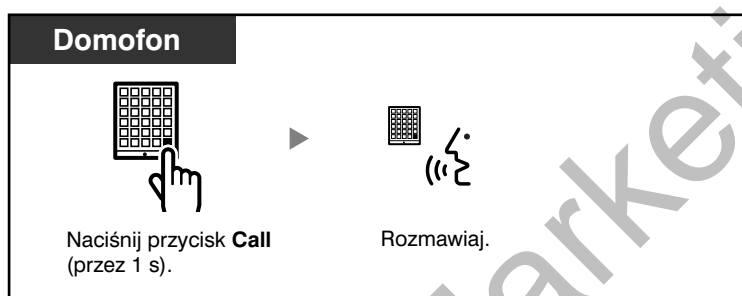 Domofon
Naciśnij przycisk Call
(przez 1 s).
Rozmawiaj.